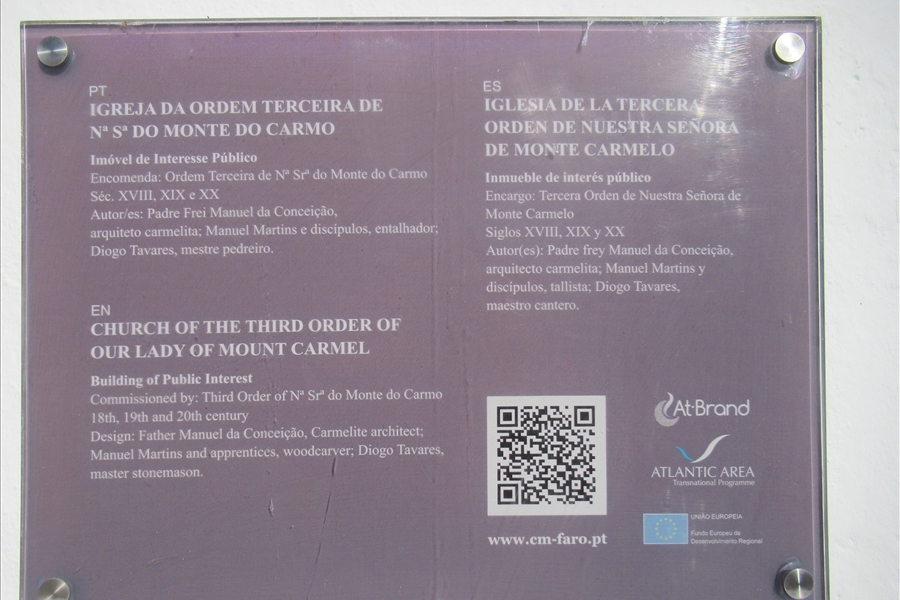 PT
IGREJA DA ORDEM TERCEIRA DE
Nª Sª DO MONTE DO CARMO
Imóvel de Interesse Público
Encomenda: Ordem Terceira de Nª Srª do Monte do Carmo
Séc. XVIII, XIX e XX
Autor/es: Padre Frei Manuel da Conceição,
arquiteto carmelita; Manuel Martins e discípulos, entalhador;
Diogo Tavares, mestre pedreiro.
EN
CHURCH OF THE THIRD ORDER OF
OUR LADY OF MOUNT CARMEL
Building of Public Interest
Commissioned by: Third Order of Nª Srª do Monte do Carmo
18th, 19th and 20th century
Design: Father Manuel da Conceição, Carmelite architect;
Manuel Martins and apprentices, woodcarver; Diogo Tavares,
master stonemason.
ES
IGLESIA DE LA TERCERA
ORDEN DE NUESTRA SEÑORA
DE MONTE CARMELO
Inmueble de interés público
Encargo: Tercera Orden de Nuestra Señora de
Monte Carmelo
Siglos XVIII, XIX y XX
Autor(es): Padre frey Manuel da Conceição,
arquitecto carmelita; Manuel Martins y
discípulos, tallista; Diogo Tavares,
maestro cantero.
www.cm-faro.pt
At-Brand
ATLANTIC AREA
Transnational Programme
UNIÃO EUROPEIA
Fundo Europeu de
Desenvolvimento Regional